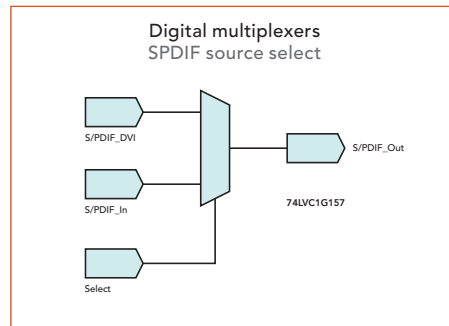 Digital multiplexers
SPDIF source select
S/PDIF_DVI
S/PDIF_Out
S/PDIF_In
74LVC1G157
Select